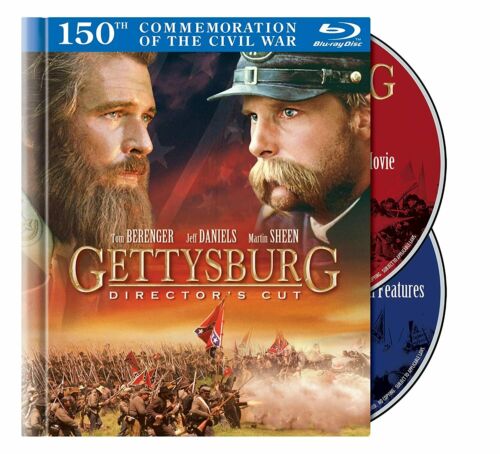 150TH COMMEMORATION
OF THE CIVIL WAR
Blu-ray Disc
Tom BERENGER Jeff DANIELS Martin SHEEN
GETTYSBURG
DIRECTOR'S CUT
G
Movie
Features